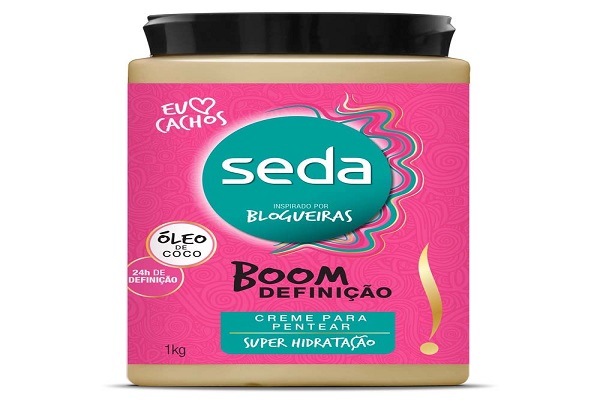 EU
CACHOS
seda
INSPIRADO POR
BLOGUEIRAS
ÓLEO
DE
COCO
24h DE
DEFINIÇÃO
BOOM
DEFINIÇÃO
CREME PARA
PENTEAR
SUPER HIDRATAÇÃO
1kg